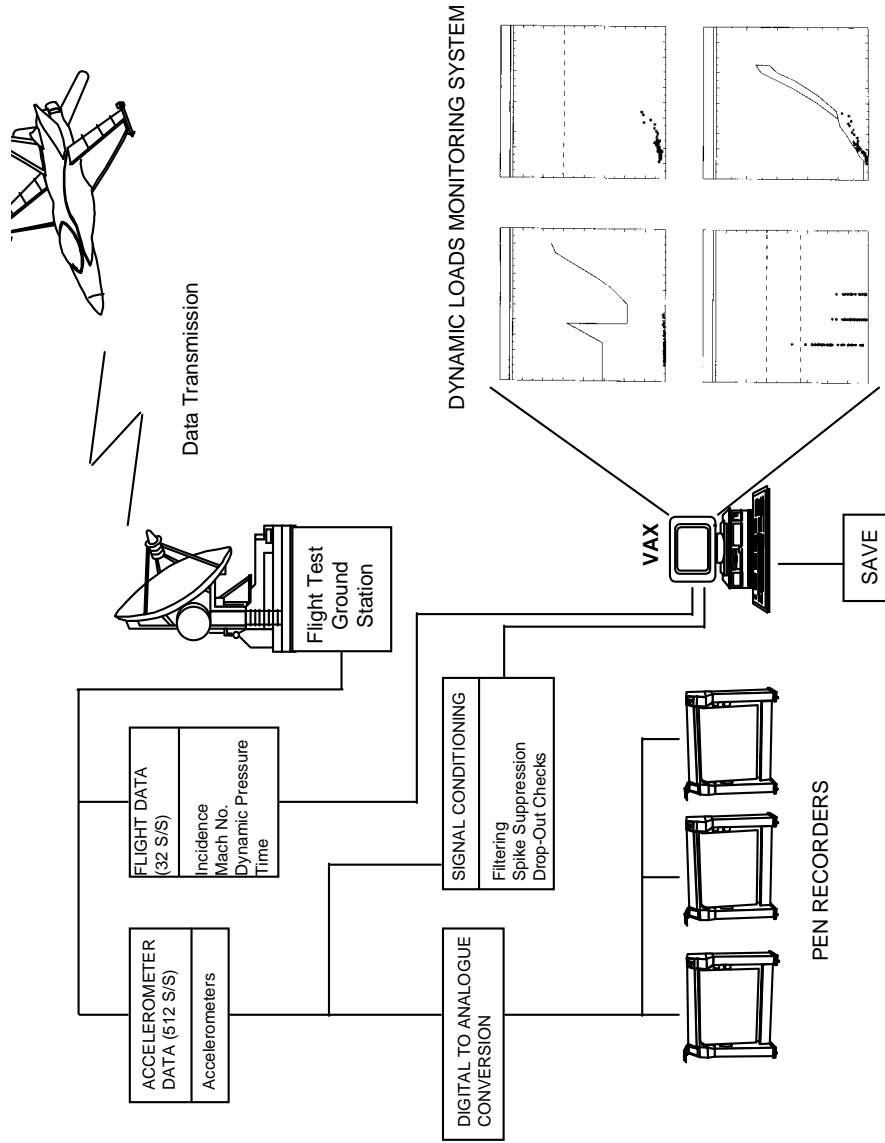 Data Transmission
Flight Test
Ground
Station
FLIGHT DATA
(32 S/S)
Incidence
Mach No.
Dynamic Pressure
Time
ACCELEROMETER
DATA (512 S/S)
Accelerometers
SIGNAL CONDITIONING
Filtering
Spike Suppression
Drop-Out Checks
DIGITAL TO ANALOGUE
CONVERSION
PEN RECORDERS
VAX
SAVE
DYNAMIC LOADS MONITORING SYSTEM